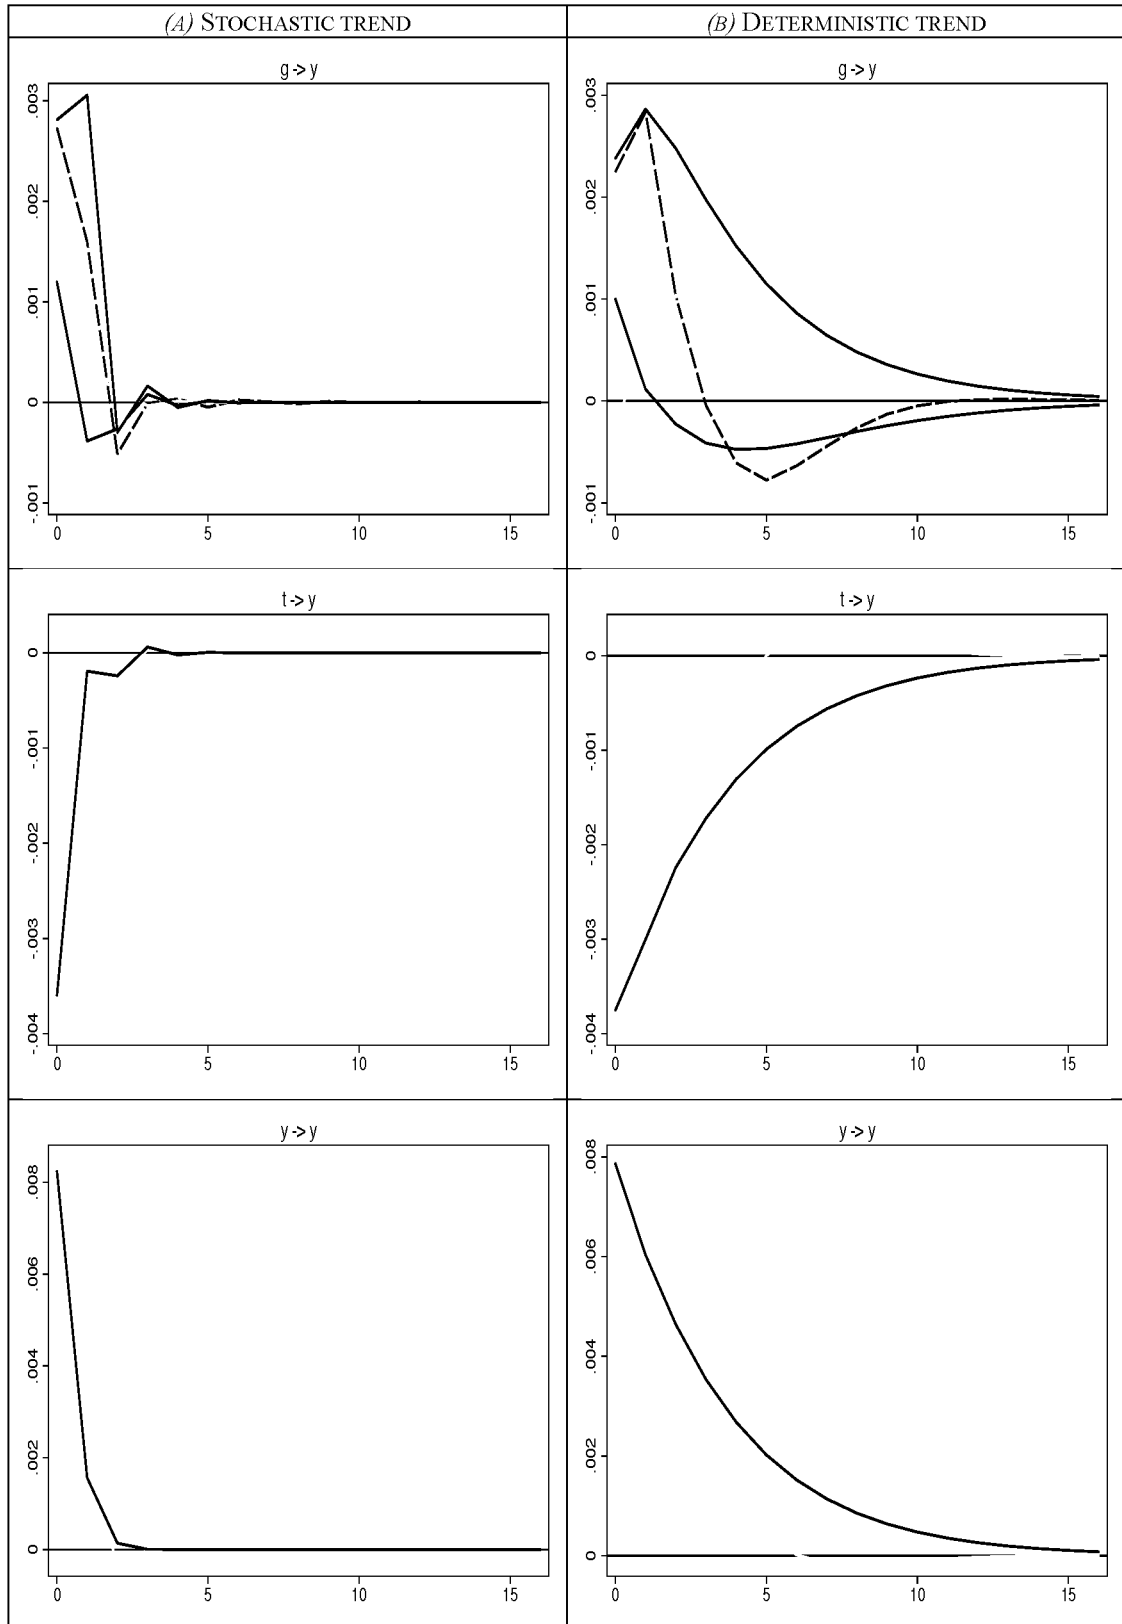 (A) STOCHASTIC TREND
(B) DETERMINISTIC TREND
g -> y
.003
.002
.001
0
-.001
0 5 10 15
g -> y
.003
.002
.001
0
-.001
0 5 10 15
t -> y
0
-.001
-.002
-.003
-.004
0 5 10 15
t -> y
0
-.001
-.002
-.003
-.004
0 5 10 15
y -> y
.008
.006
.004
.002
0
0 5 10 15
y -> y
.008
.006
.004
.002
0
0 5 10 15